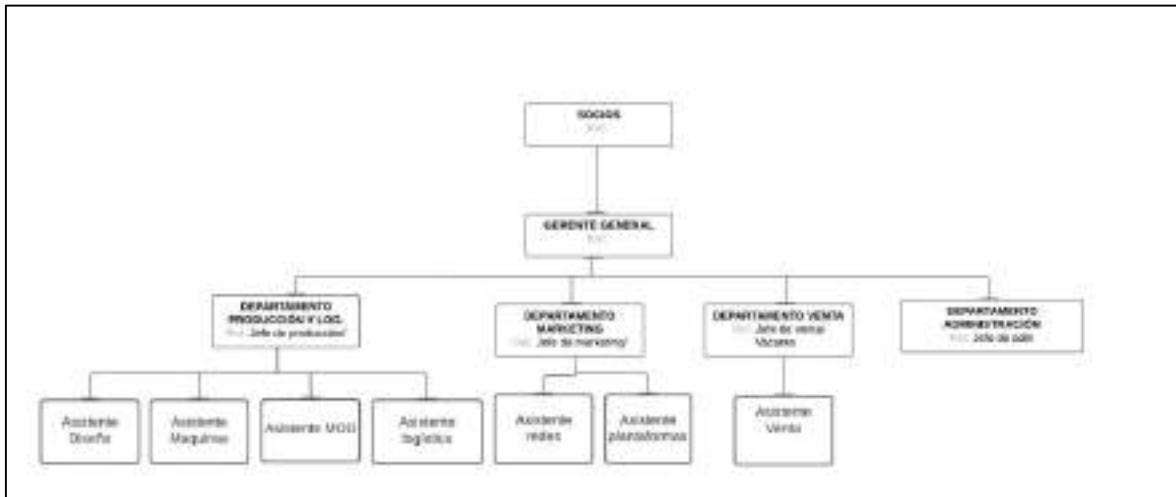 SOCIOS
GERENTE GENERAL
DEPARTAMENTO
PRODUCCIÓN Y LOG.
Jefe de producción/
DEPARTAMENTO
MARKETING
Jefe de marketing/
DEPARTAMENTO VENTA
Jefe de venta/
Vacante
DEPARTAMENTO
ADMINISTRACIÓN
Jefe de adm
Asistente
Diseño
Asistente
Maquinas
Asistente MOD
Asistente
logística
Asistente
redes
Asistente
plantaformas
Asistente
Venta